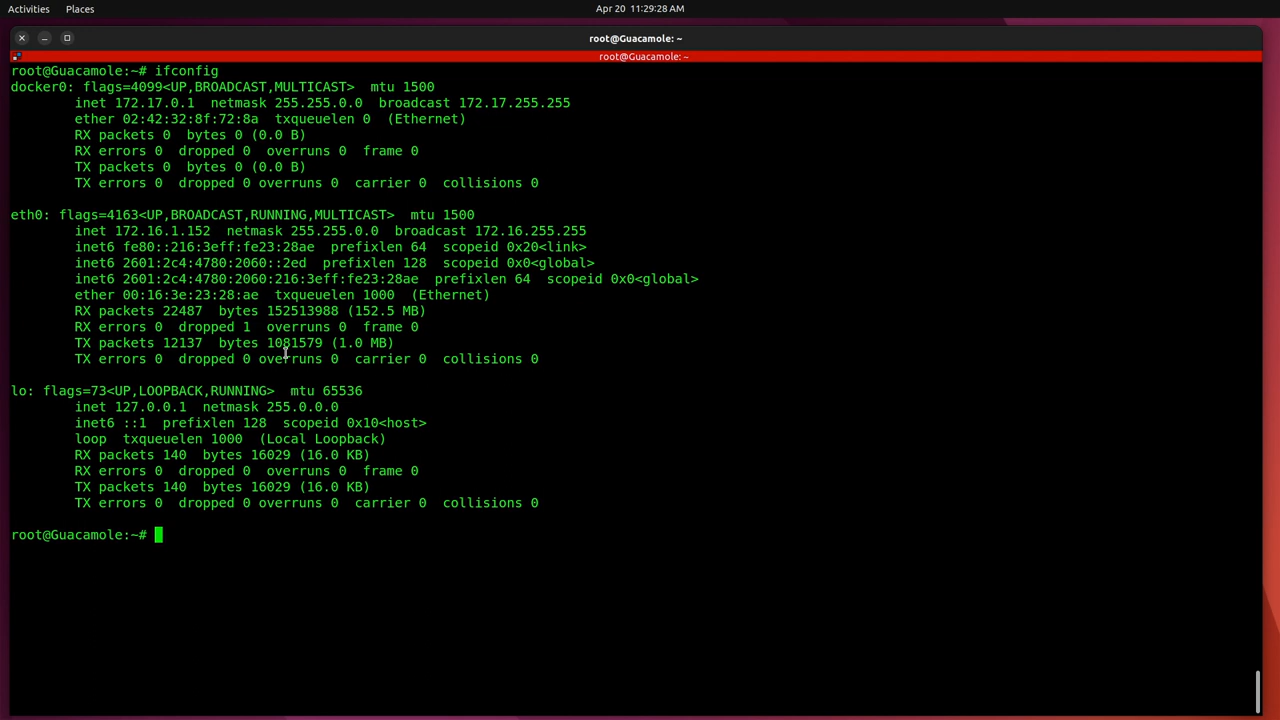 Activities Places Apr 20 11:29:28 AM
root@Guacamole: ~
root@Guacamole: ~
root@Guacamole:~# ifconfig
docker0: flags=4099<UP,BROADCAST,MULTICAST>  mtu 1500
        inet 172.17.0.1  netmask 255.255.0.0  broadcast 172.17.255.255
        ether 02:42:32:8f:72:8a  txqueuelen 0  (Ethernet)
        RX packets 0  bytes 0 (0.0 B)
        RX errors 0  dropped 0  overruns 0  frame 0
        TX packets 0  bytes 0 (0.0 B)
        TX errors 0  dropped 0 overruns 0  carrier 0  collisions 0

eth0: flags=4163<UP,BROADCAST,RUNNING,MULTICAST>  mtu 1500
        inet 172.16.1.152  netmask 255.255.0.0  broadcast 172.16.255.255
        inet6 fe80::216:3eff:fe23:28ae  prefixlen 64  scopeid 0x20<link>
        inet6 2601:2c4:4780:2060::2ed  prefixlen 128  scopeid 0x0<global>
        inet6 2601:2c4:4780:2060:216:3eff:fe23:28ae  prefixlen 64  scopeid 0x0<global>
        ether 00:16:3e:23:28:ae  txqueuelen 1000  (Ethernet)
        RX packets 22487  bytes 152513988 (152.5 MB)
        RX errors 0  dropped 1  overruns 0  frame 0
        TX packets 12137  bytes 1081579 (1.0 MB)
        TX errors 0  dropped 0 overruns 0  carrier 0  collisions 0

lo: flags=73<UP,LOOPBACK,RUNNING>  mtu 65536
        inet 127.0.0.1  netmask 255.0.0.0
        inet6 ::1  prefixlen 128  scopeid 0x10<host>
        loop  txqueuelen 1000  (Local Loopback)
        RX packets 140  bytes 16029 (16.0 KB)
        RX errors 0  dropped 0  overruns 0  frame 0
        TX packets 140  bytes 16029 (16.0 KB)
        TX errors 0  dropped 0 overruns 0  carrier 0  collisions 0

root@Guacamole:~#